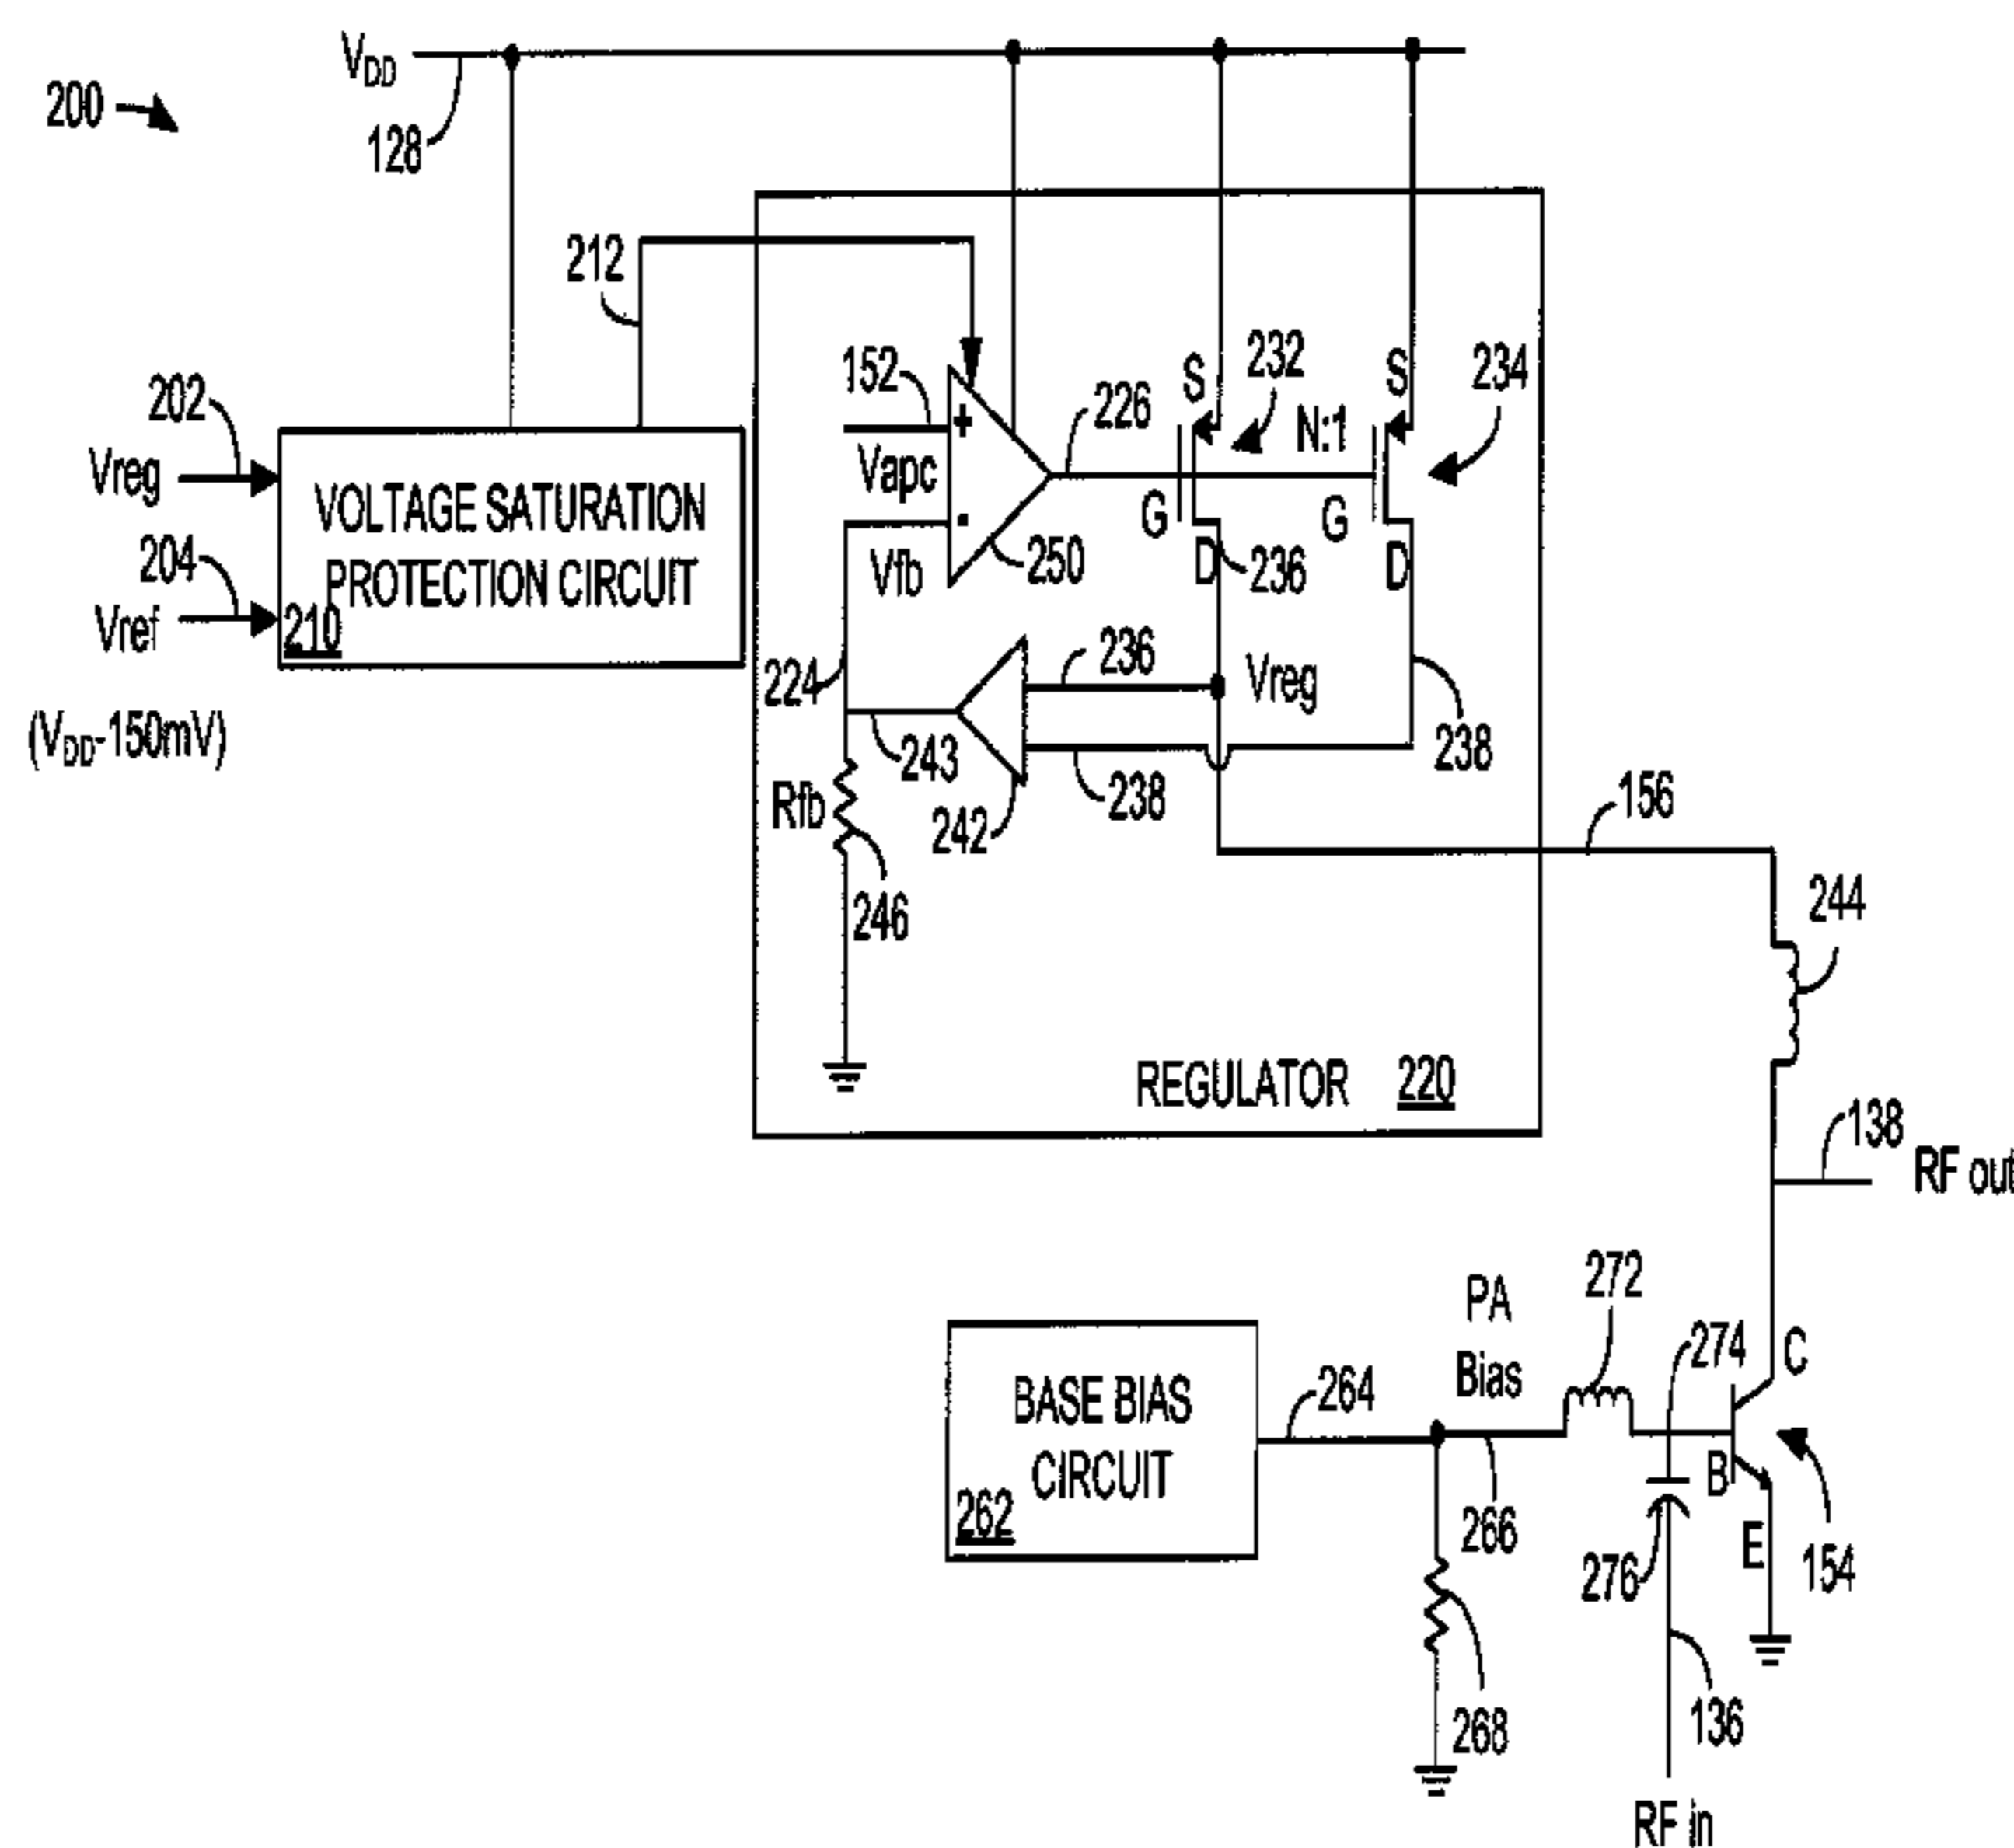 200
V_DD
128
212
202
Vreg
204
Vref
(V_DD-150mV)
VOLTAGE SATURATION
PROTECTION CIRCUIT
210
152
+
Vapc
-
Vfb
250
226
S
232
N:1
S
234
G
D
236
G
D
224
236
Vreg
243
238
238
Rfb
242
246
156
REGULATOR 220
244
138
RF out
BASE BIAS
CIRCUIT
262
264
PA
Bias
266
272
274
C
B
E
276
154
268
136
RF in